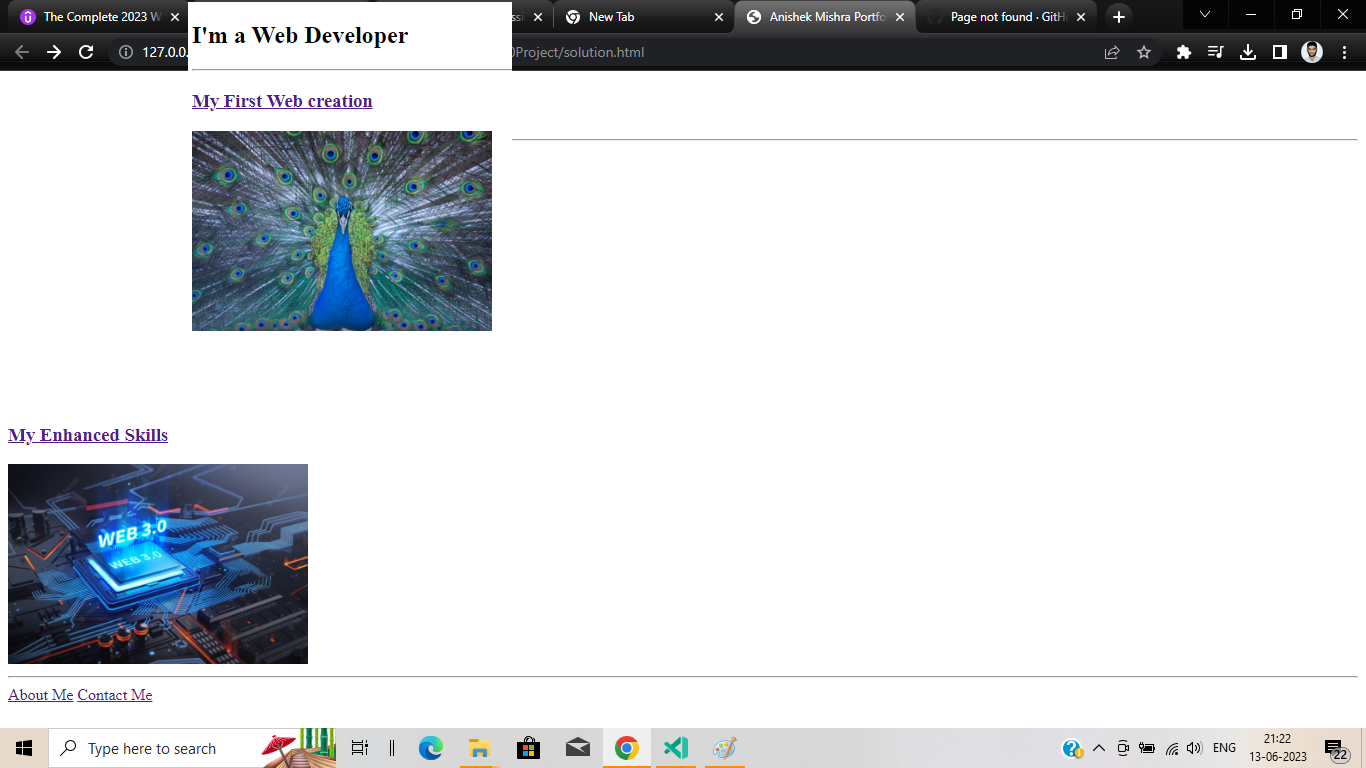 The Complete 2023 W
ssi
New Tab
Anishek Mishra Portfo
Page not found · GitH
127.0.0.
0Project/solution.html
I'm a Web Developer
My First Web creation
My Enhanced Skills
WEB 3.0
WEB 3.0
About Me Contact Me
Type here to search
ENG
21:22
13-06-2023
22